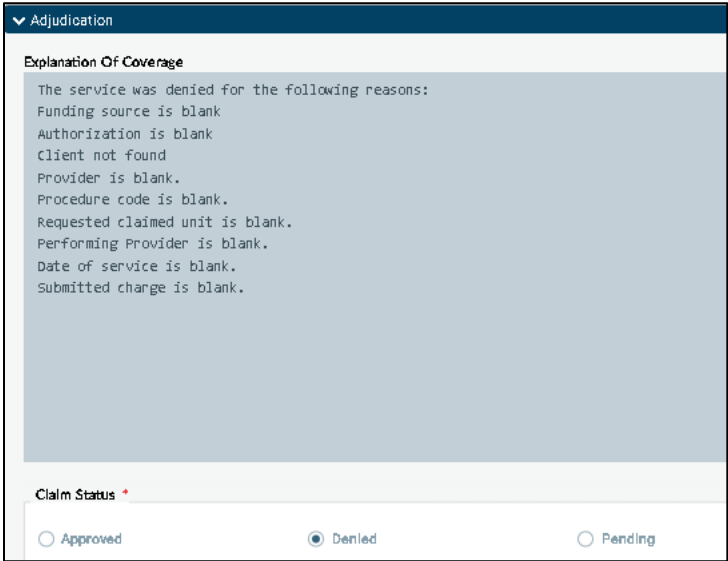 Adjudication
Explanation Of Coverage
The service was denied for the following reasons:
Funding source is blank
Authorization is blank
Client not found
Provider is blank.
Procedure code is blank.
Requested claimed unit is blank.
Performing Provider is blank.
Date of service is blank.
Submitted charge is blank.
Claim Status *
Approved Denied Pending